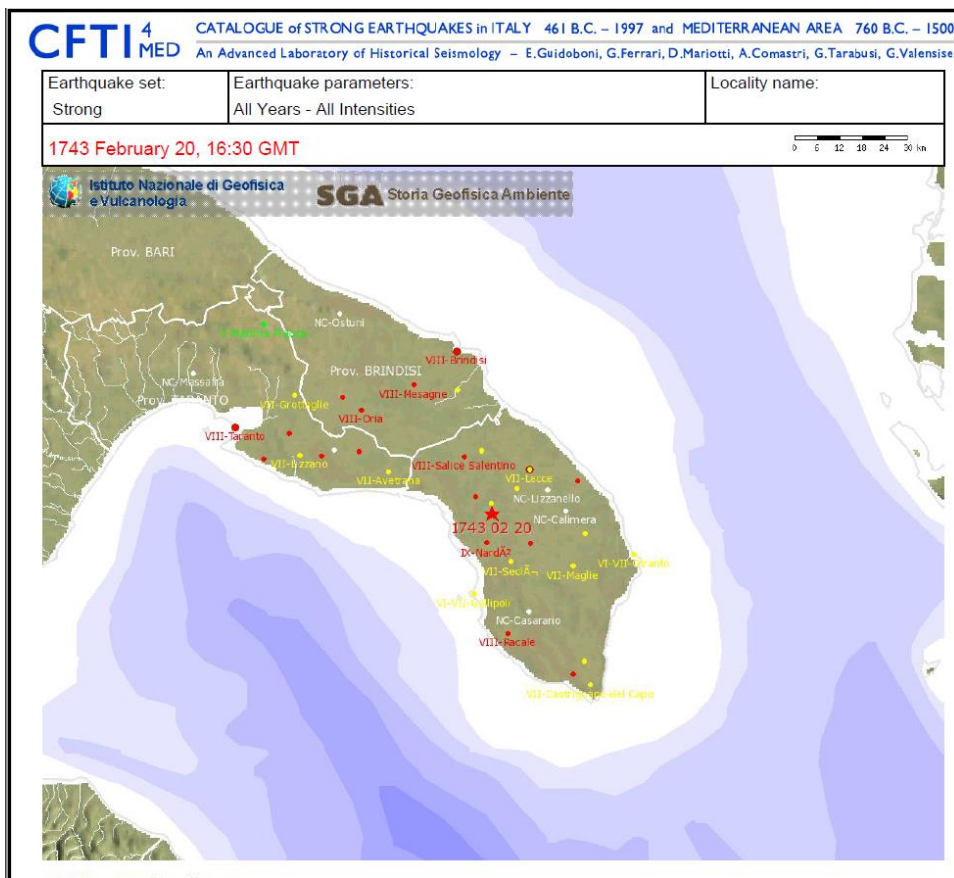 CFTI 4 MED
CATALOGUE of STRONG EARTHQUAKES in ITALY 461 B.C. – 1997 and MEDITERRANEAN AREA 760 B.C. – 1500
An Advanced Laboratory of Historical Seismology – E.Guidoboni, G.Ferrari, D.Mariotti, A.Comastri, G.Tarabusi, G.Valensise
Earthquake set:
Strong
Earthquake parameters:
All Years - All Intensities
Locality name:
1743 February 20, 16:30 GMT
0 6 12 18 24 30 km
Istituto Nazionale di Geofisica
e Vulcanologia
SGA Storia Geofisica Ambiente
Prov. BARI
NC-Ostuni
VIII-Brindisi
Prov. BRINDISI
NC-Massafra
Prov. TARANTO
VIII-Mesagne
VII-Grottaglie
VIII-Oria
VIII-Taranto
VII-Lizzano
VIII-Salice Salentino
VII-Lecce
VII-Avetrana
NC-Lizzanello
NC-Calimera
1743 02 20
IX-NardÃ²
VII-SeclÃ¬
VII-Maglie
VI-VII-Otranto
VI-VII-Gallipoli
NC-Casarano
VIII-Racale
VII-Castrignano del Capo